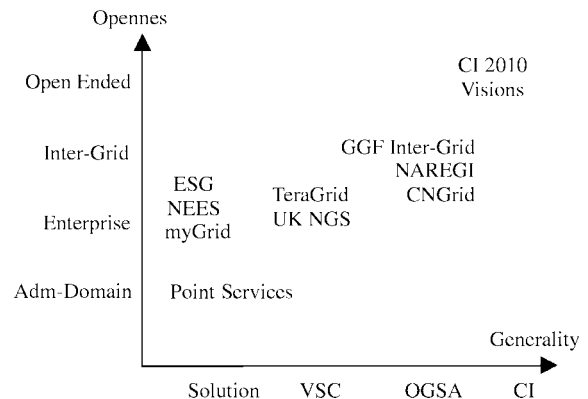 Opennes
Open Ended
CI 2010
Visions
Inter-Grid
GGF Inter-Grid
NAREGI
CNGrid
ESG
NEES
myGrid
TeraGrid
UK NGS
Enterprise
Adm-Domain
Point Services
Generality
Solution
VSC
OGSA
CI